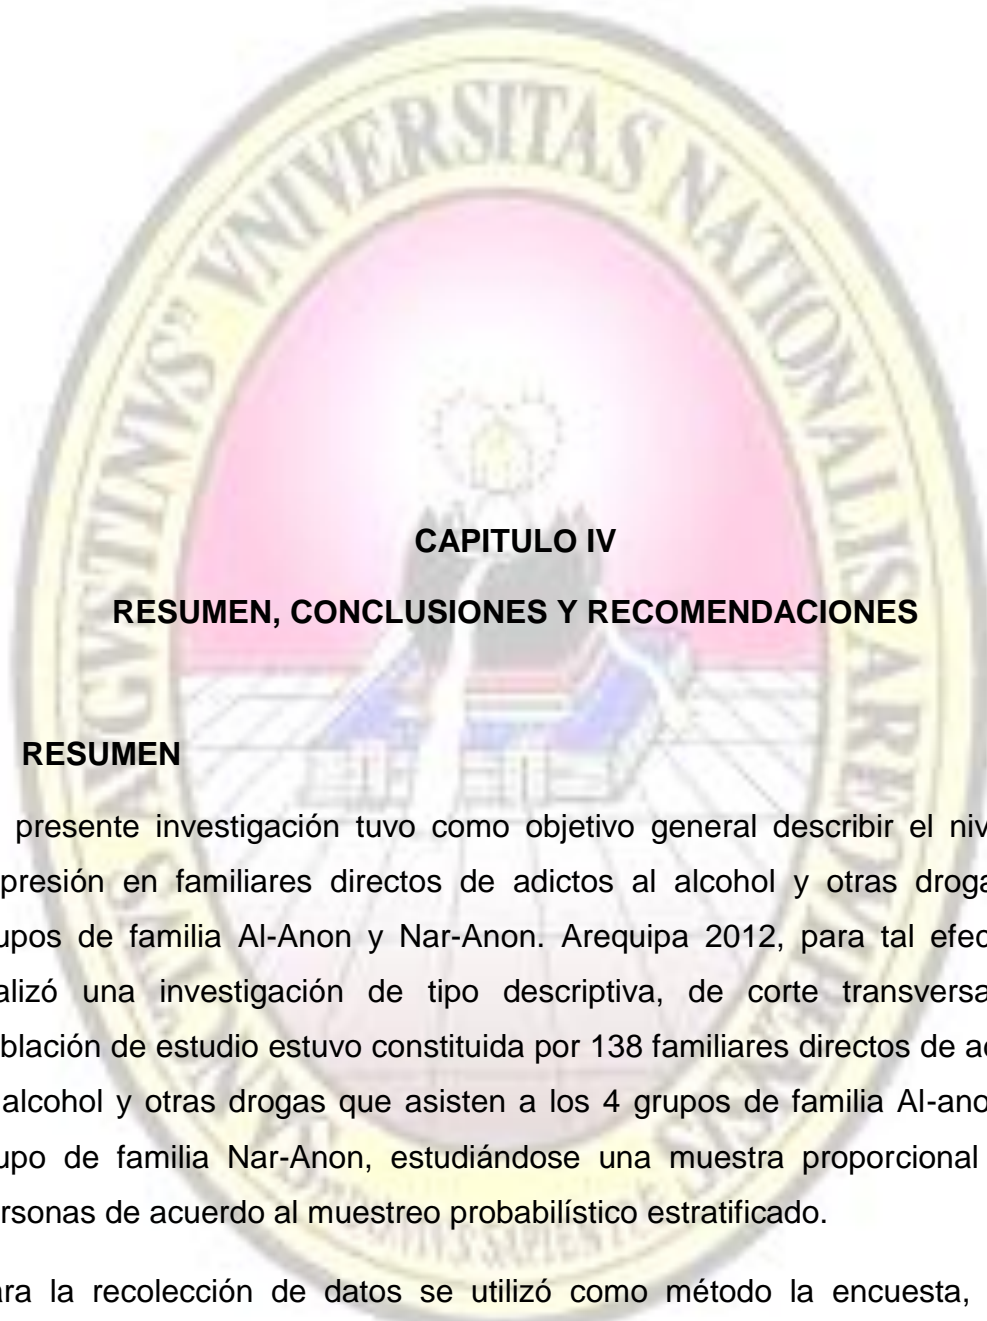 CAPITULO IV
RESUMEN, CONCLUSIONES Y RECOMENDACIONES
RESUMEN
presente investigación tuvo como objetivo general describir el niv
presión en familiares directos de adictos al alcohol y otras droga
upos de familia Al-Anon y Nar-Anon. Arequipa 2012, para tal efec
alizó una investigación de tipo descriptiva, de corte transversa
blación de estudio estuvo constituida por 138 familiares directos de a
alcohol y otras drogas que asisten a los 4 grupos de familia Al-ano
upo de familia Nar-Anon, estudiándose una muestra proporcional
rsonas de acuerdo al muestreo probabilístico estratificado.
ara la recolección de datos se utilizó como método la encuesta,
VNIVERSITAS NATIONALIS AREQVIPENSIS
AVGVSTINVS"